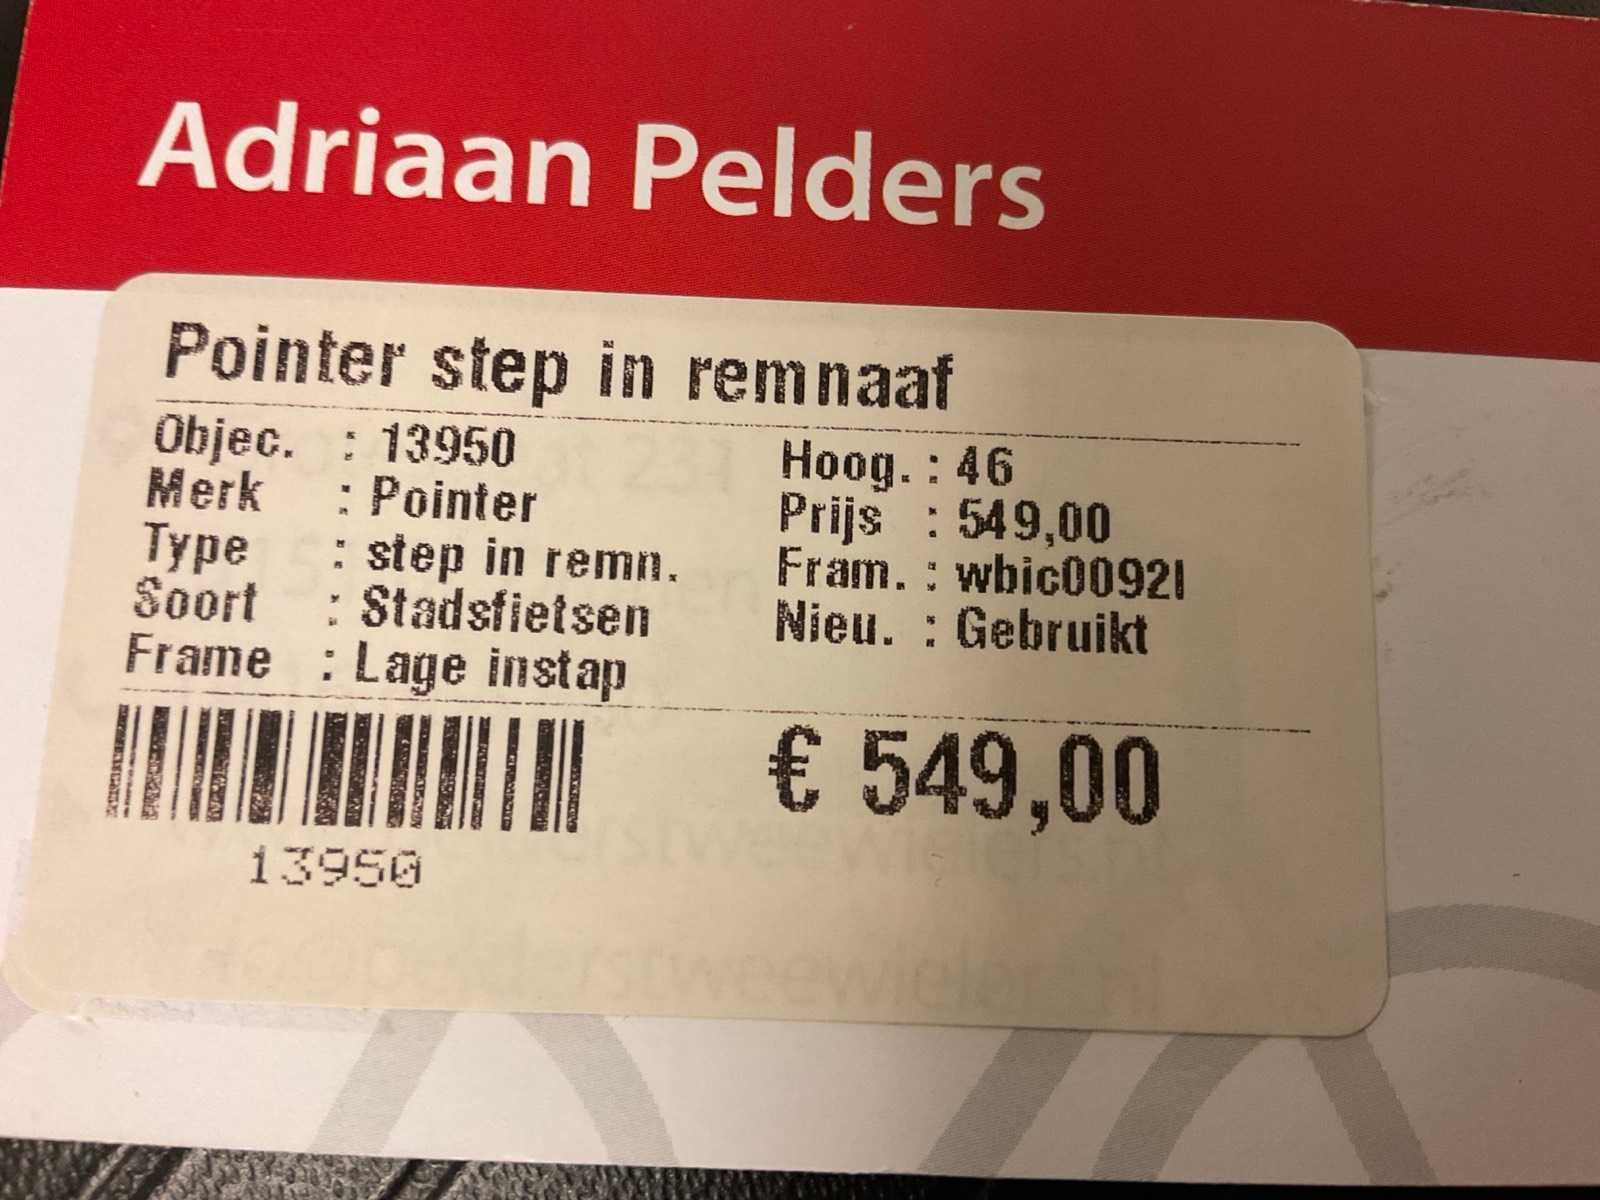 Adriaan Pelders
Pointer step in remnaaf
Objec. : 13950
Merk : Pointer
Type : step in remn.
Soort : Stadsfietsen
Frame : Lage instap
Hoog. : 46
Prijs : 549,00
Fram. : wbic0092l
Nieu. : Gebruikt
€ 549,00
13950